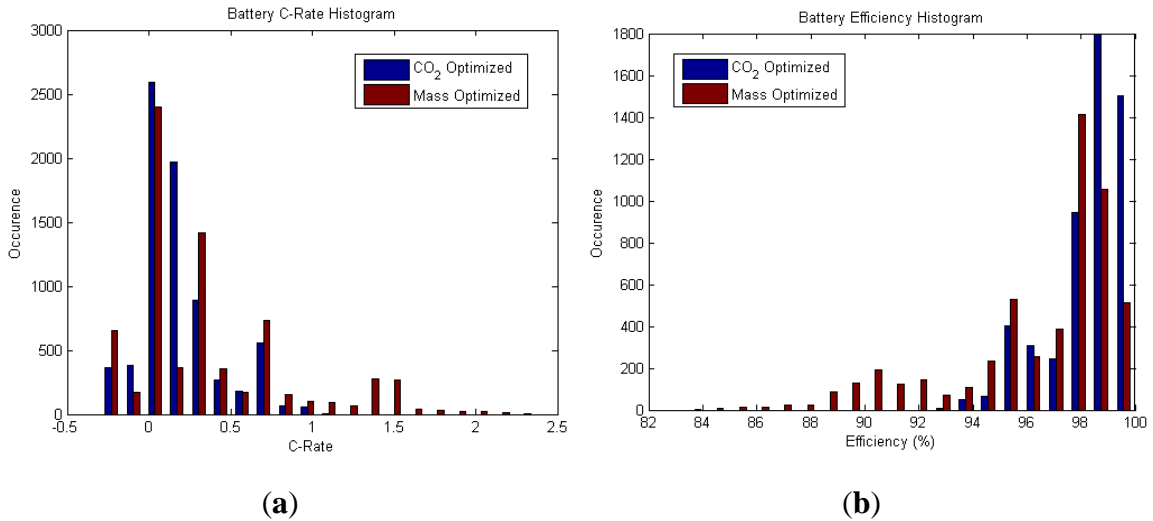 Battery C-Rate Histogram
3000
2500
2000
1500
1000
500
0
Occurence
CO2 Optimized
Mass Optimized
-0.5 0 0.5 1 1.5 2 2.5
C-Rate
(a)
Battery Efficiency Histogram
1800
1600
1400
1200
1000
800
600
400
200
0
Occurence
CO2 Optimized
Mass Optimized
82 84 86 88 90 92 94 96 98 100
Efficiency (%)
(b)